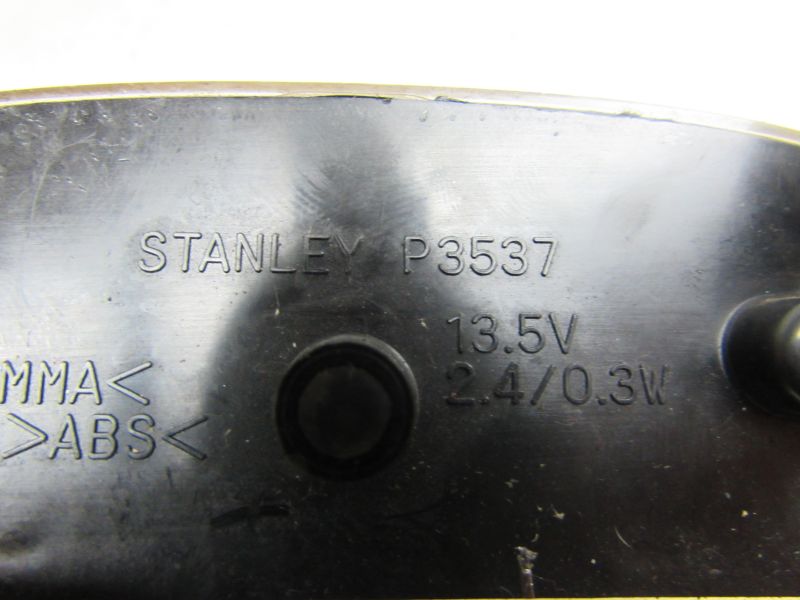 STANLEY P3537
13.5V
2.4/0.3W
MMA<
>ABS<